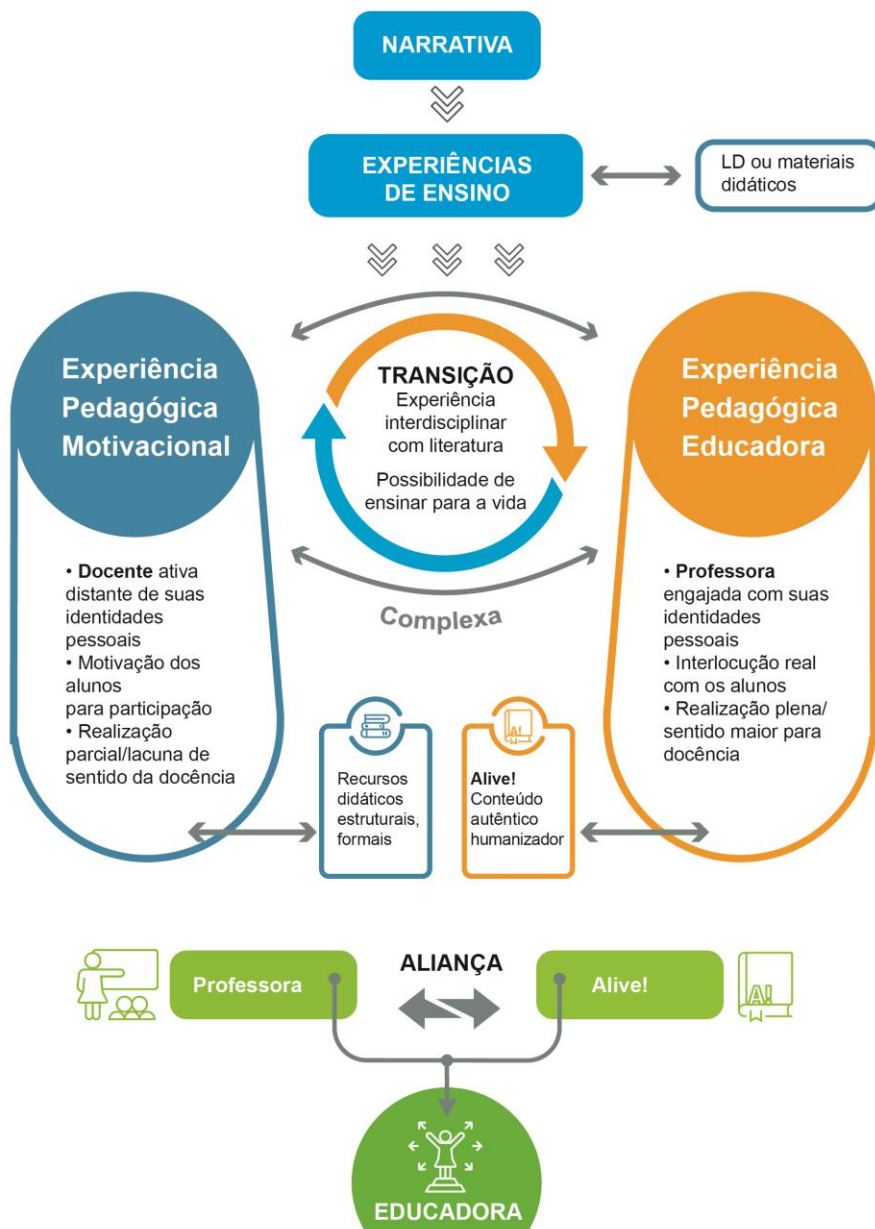 NARRATIVA
EXPERIÊNCIAS
DE ENSINO
LD ou materiais
didáticos
Experiência
Pedagógica
Motivacional
TRANSIÇÃO
Experiência
interdisciplinar
com literatura
Possibilidade de
ensinar para a vida
Experiência
Pedagógica
Educadora
• Docente ativa
distante de suas
identidades
pessoais
• Motivação dos
alunos
para participação
• Realização
parcial/lacuna de
sentido da docência
Complexa
• Professora
engajada com suas
identidades
pessoais
• Interlocução real
com os alunos
• Realização plena/
sentido maior para
docência
Recursos
didáticos
estruturais,
formais
A!
Alive!
Conteúdo
autêntico
humanizador
Professora
ALIANÇA
Alive!
A!
EDUCADORA